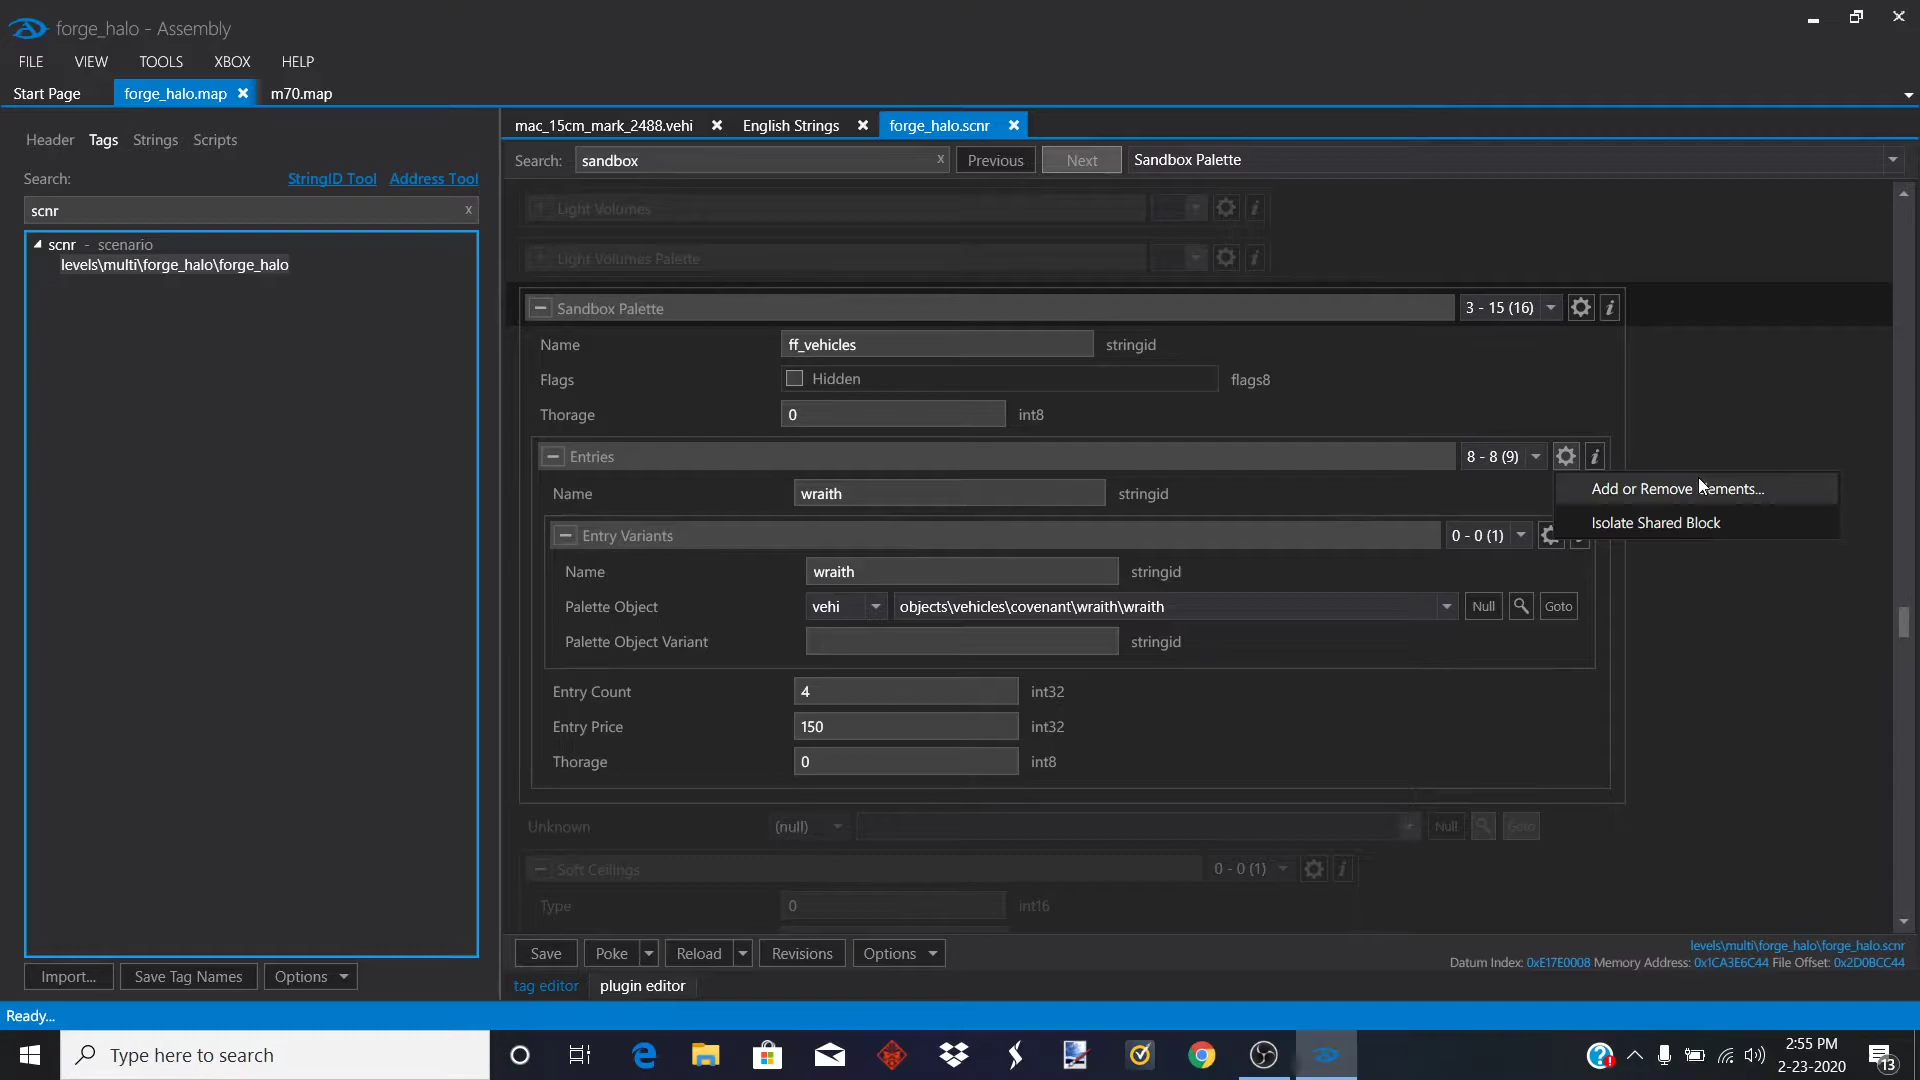 forge_halo - Assembly
FILE VIEW TOOLS XBOX HELP
Start Page forge_halo.map m70.map
Header Tags Strings Scripts
Search: StringID Tool Address Tool
scnr x
scnr - scenario
levels\multi\forge_halo\forge_halo
Import... Save Tag Names Options
mac_15cm_mark_2488.vehi English Strings forge_halo.scnr
Search: sandbox x Previous Next Sandbox Palette
Light Volumes i
Light Volumes Palette i
Sandbox Palette 3 - 15 (16) i
Name ff_vehicles stringid
Flags Hidden flags8
Thorage 0 int8
Entries 8 - 8 (9) i
Name wraith stringid
Add or Remove
Isolate Shared Block
Entry Variants 0 - 0 (1)
Name wraith stringid
Palette Object vehi objects\vehicles\covenant\wraith\wraith Null Goto
Palette Object Variant stringid
Entry Count 4 int32
Entry Price 150 int32
Thorage 0 int8
Unknown (null) Null Goto
Soft Ceilings 0 - 0 (1) i
Type 0 int16
Save Poke Reload Revisions Options
levels\multi\forge_halo\forge_halo.scnr
Datum Index: 0xE17E0008 Memory Address: 0x1CA3E6C44 File Offset: 0x2D0BCC44
tag editor plugin editor
Ready...
Type here to search
2:55 PM
2-23-2020
13